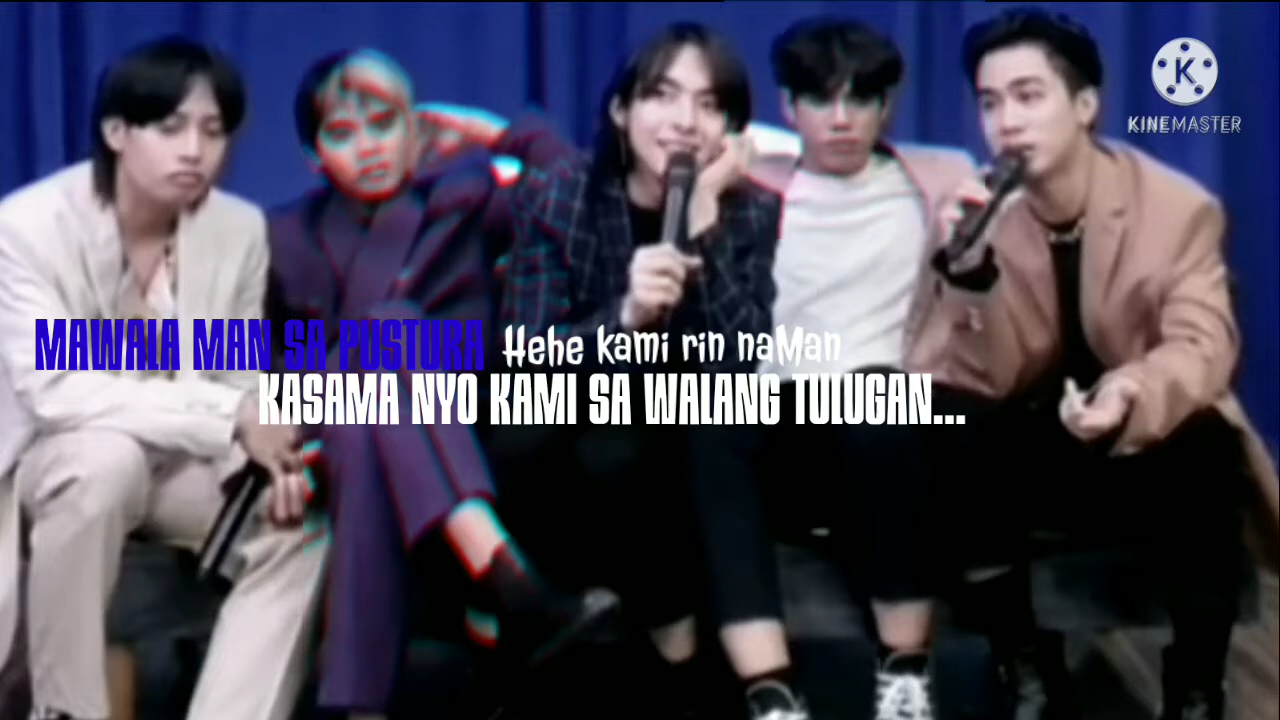 K
KINEMASTER
MAWALA MAN SA PUSTURA Hehe kami rin naMan
KASAMA NYO KAMI SA WALANG TULUGAN...